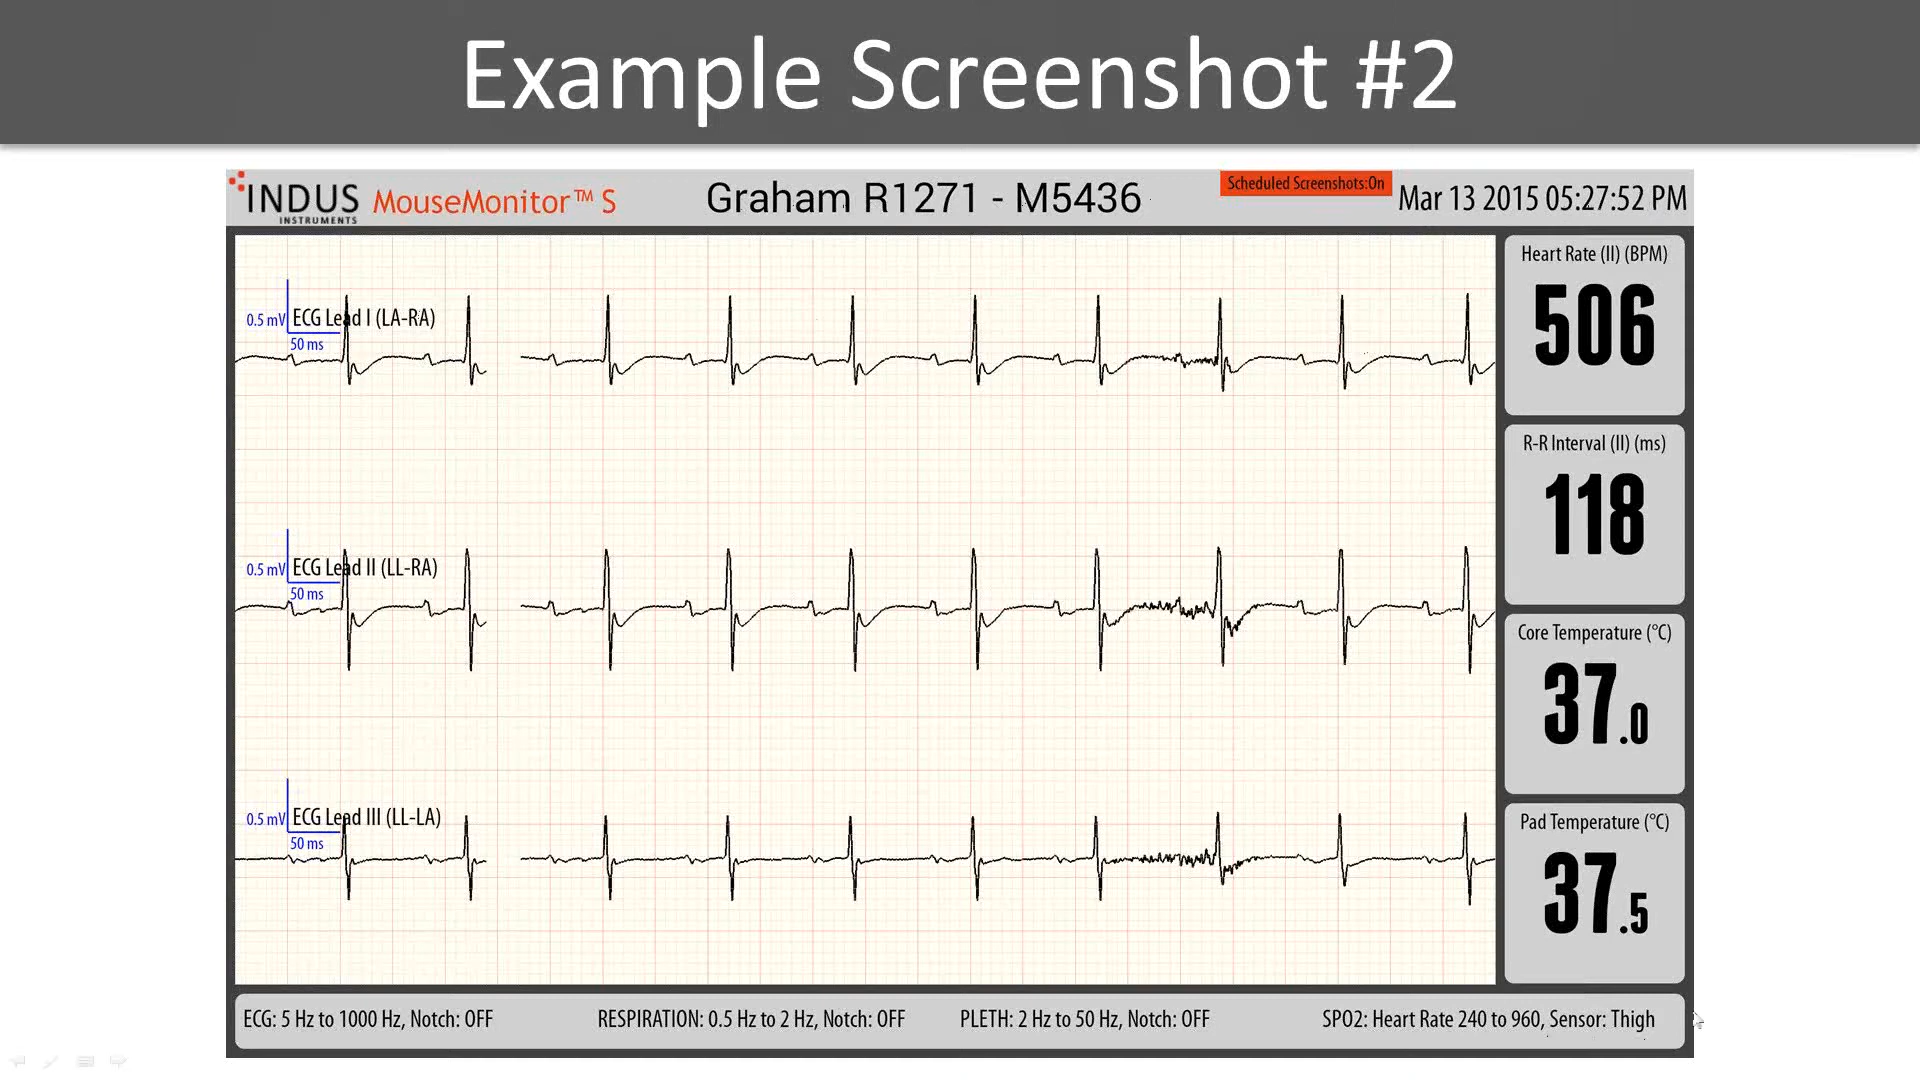 Example Screenshot #2
INDUS
INSTRUMENTS
MouseMonitor™ S
Graham R1271 - M5436
Scheduled Screenshots:On
Mar 13 2015 05:27:52 PM
0.5 mV
ECG Lead I (LA-RA)
50 ms
0.5 mV
ECG Lead II (LL-RA)
50 ms
0.5 mV
ECG Lead III (LL-LA)
50 ms
Heart Rate (II) (BPM)
506
R-R Interval (II) (ms)
118
Core Temperature (°C)
37.0
Pad Temperature (°C)
37.5
ECG: 5 Hz to 1000 Hz, Notch: OFF
RESPIRATION: 0.5 Hz to 2 Hz, Notch: OFF
PLETH: 2 Hz to 50 Hz, Notch: OFF
SPO2: Heart Rate 240 to 960, Sensor: Thigh